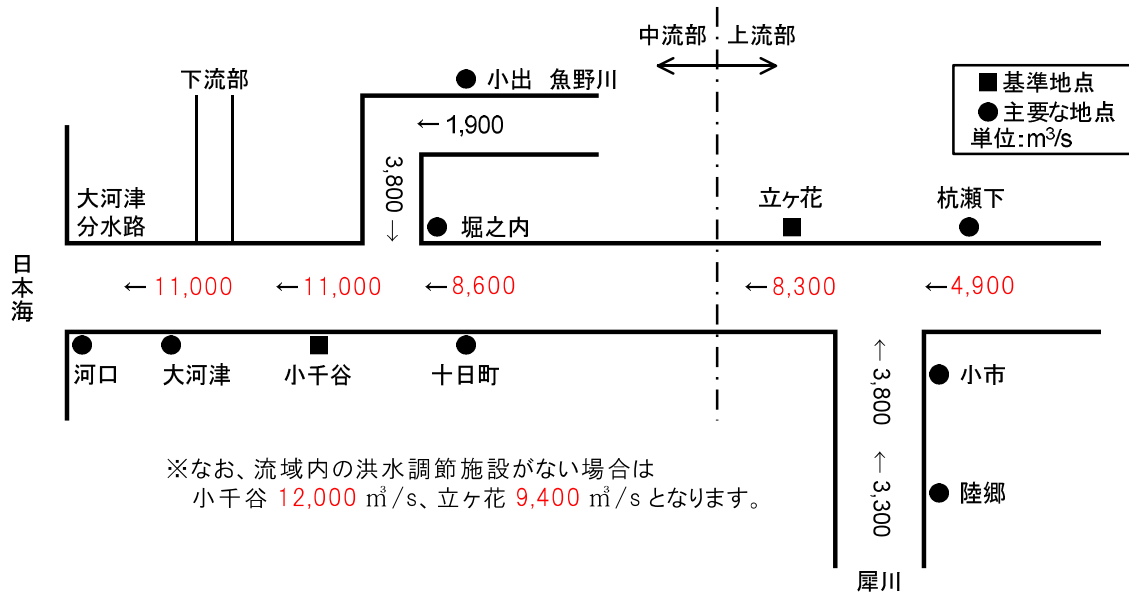 中流部
上流部
下流部
小出 魚野川
■基準地点
●主要な地点
単位:m³/s
←1,900
3,800→
大河津
分水路
堀之内
立ヶ花
杭瀬下
日本海
←11,000
←11,000
←8,600
←8,300
←4,900
河口
大河津
小千谷
十日町
←3,800
小市
←3,300
陸郷
犀川
※なお、流域内の洪水調節施設がない場合は
小千谷 12,000 ㎥/s、立ヶ花 9,400 ㎥/s となります。